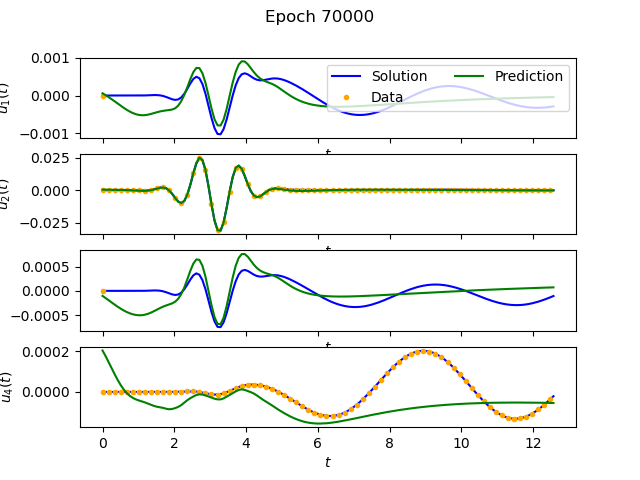 Epoch 70000
0.001
0.000
−0.001
u₁(t)
Solution
Data
Prediction
0.025
0.000
−0.025
u₂(t)
0.0005
0.0000
−0.0005
0.0002
0.0000
u₄(t)
0 2 4 6 8 10 12
t